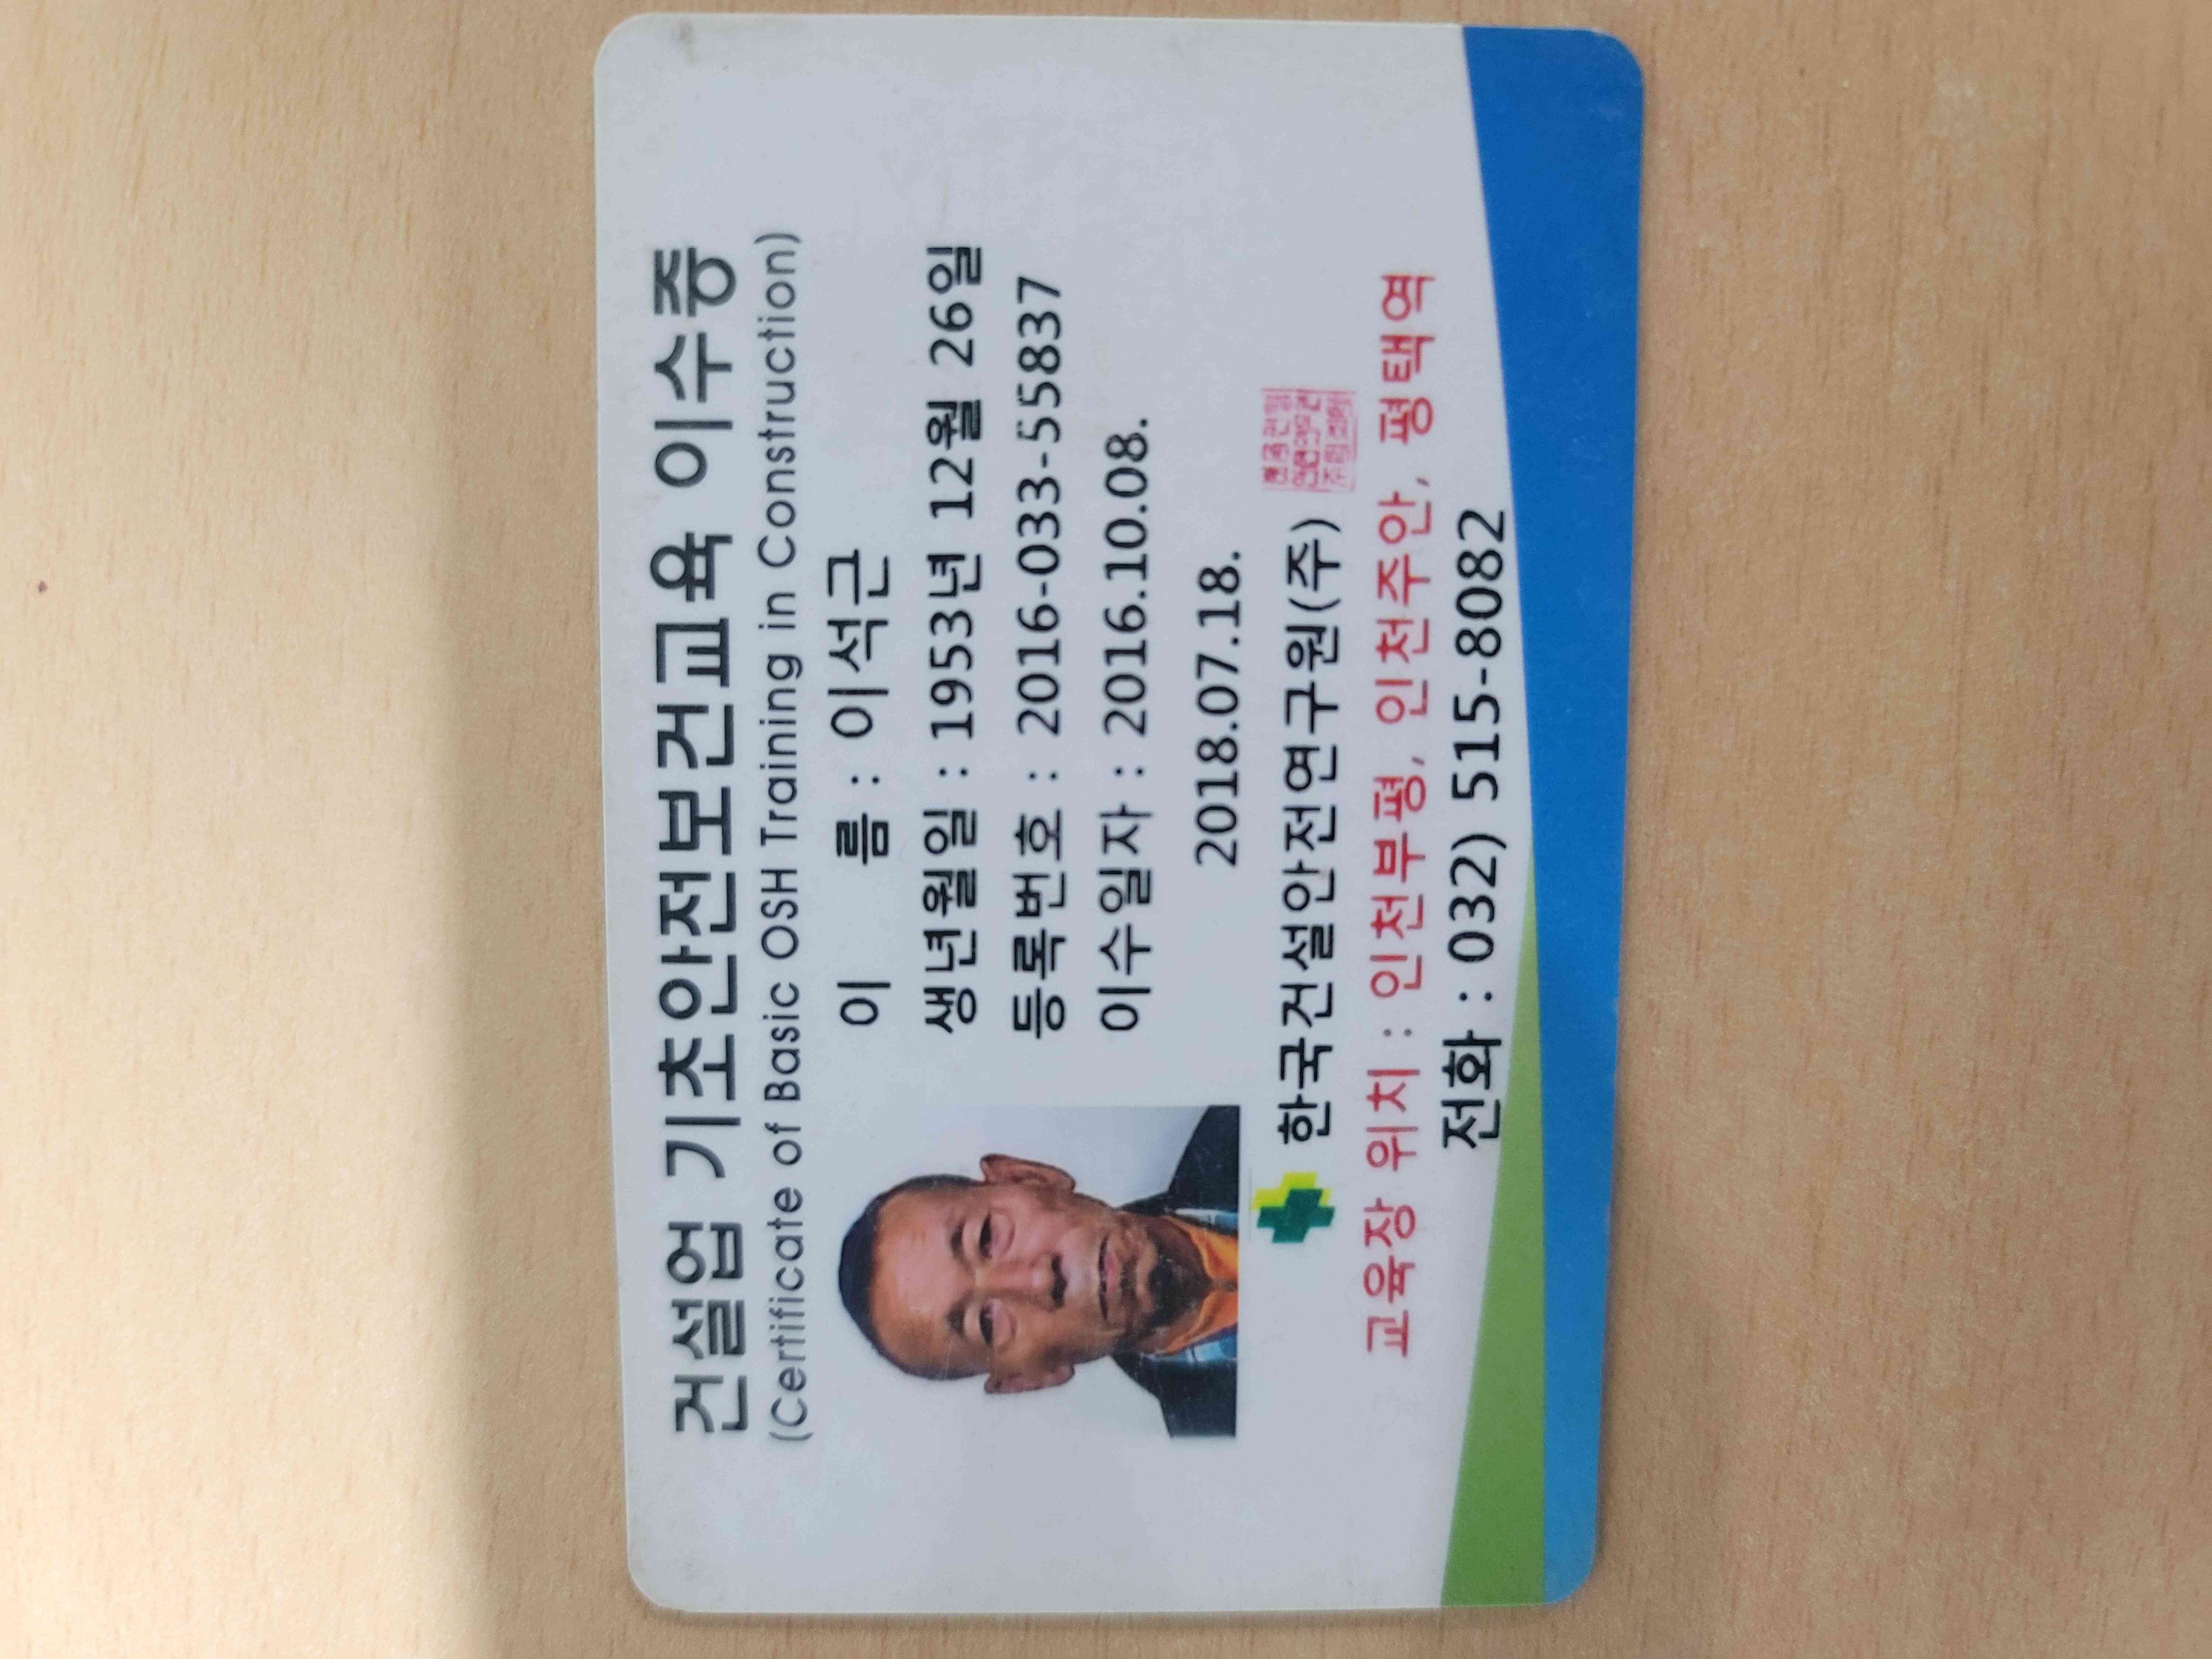 건설업 기초안전보건교육 이수증
(Certificate of Basic OSH Training in Construction)
이 름 : 이석근
생년월일 : 1953년 12월 26일
등록번호 : 2016-033-55837
이수일자 : 2016.10.08.
2018.07.18.
한국건설안전연구원(주)
교육장 위치 : 인천부평, 인천주안, 평택역
전화 : 032) 515-8082